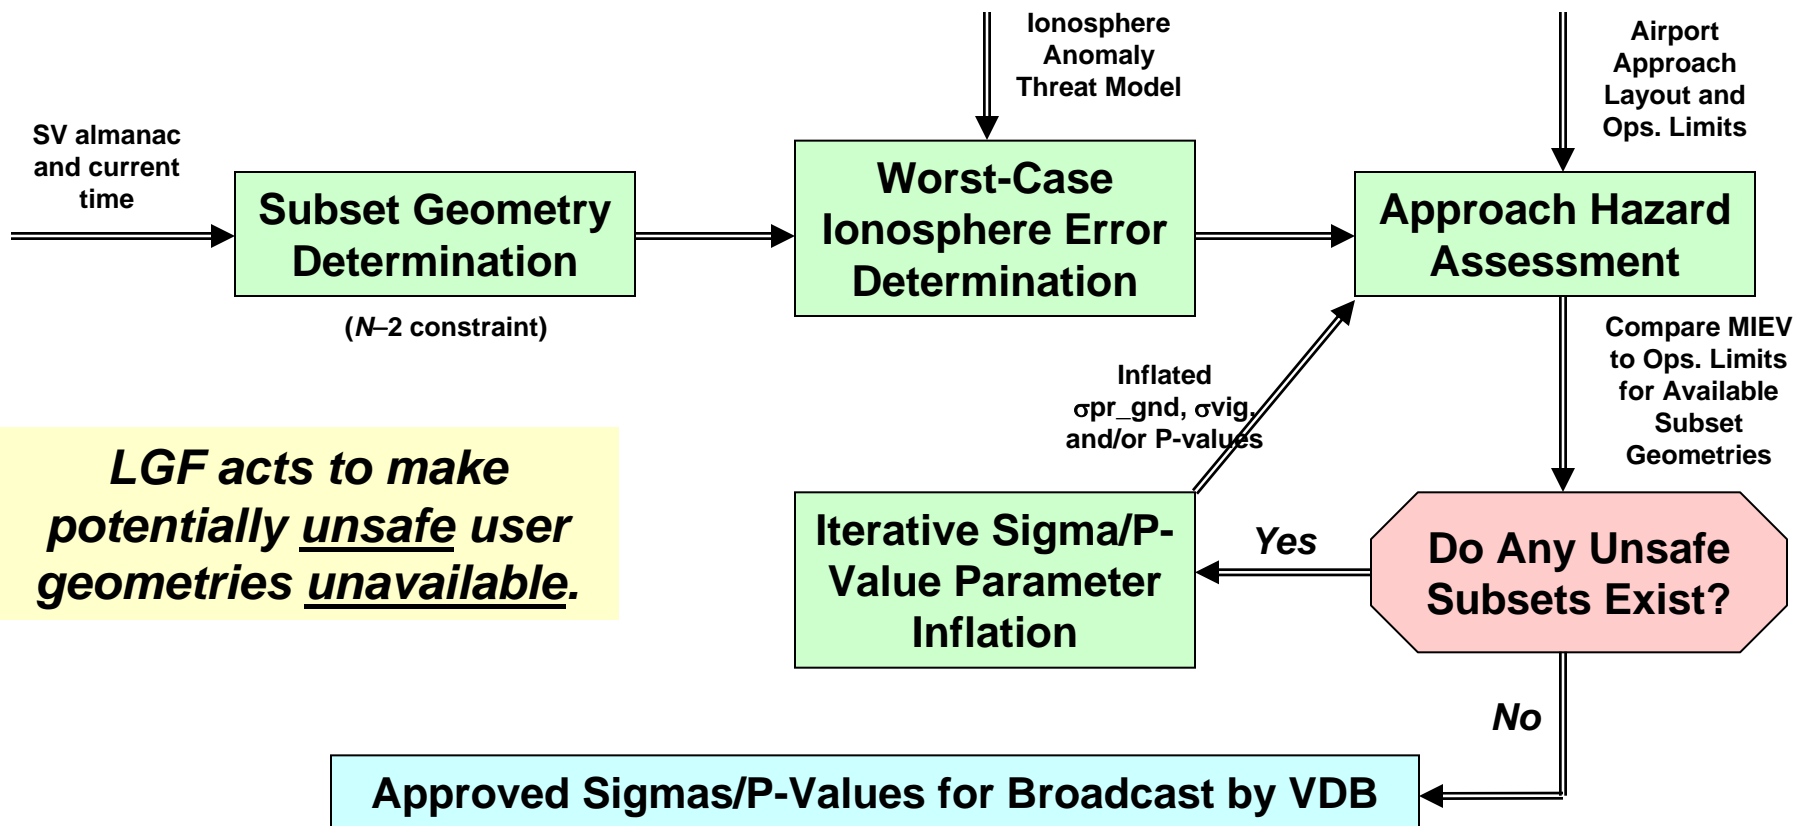 Ionosphere
Anomaly
Threat Model
Airport
Approach
Layout and
Ops. Limits
SV almanac
and current
time
Subset Geometry
Determination
(N–2 constraint)
Worst-Case
Ionosphere Error
Determination
Approach Hazard
Assessment
Compare MIEV
to Ops. Limits
for Available
Subset
Geometries
Inflated
σpr_gnd, σvig,
and/or P-values
LGF acts to make
potentially unsafe user
geometries unavailable.
Iterative Sigma/P-
Value Parameter
Inflation
Yes
Do Any Unsafe
Subsets Exist?
No
Approved Sigmas/P-Values for Broadcast by VDB